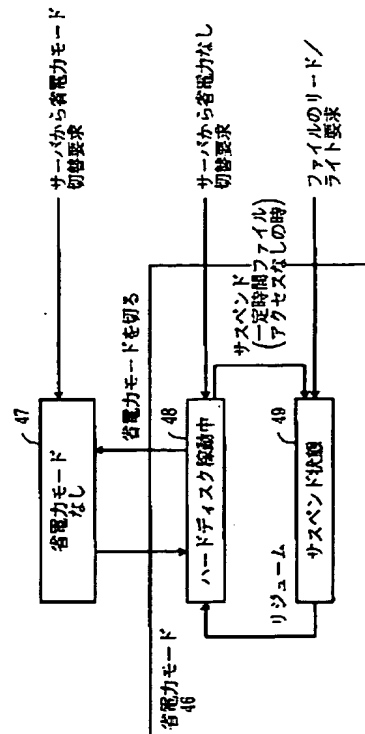 サーバから省電力モード
切替要求
47
省電力モード
なし
省電力モードを切る
省電力モード
46
サーバから省電力なし
切替要求
48
ハードディスク稼動中
サスペンド
(一定時間ファイル
アクセスなしの時)
リジューム
49
サスペンド状態
ファイルのリード/
ライト要求